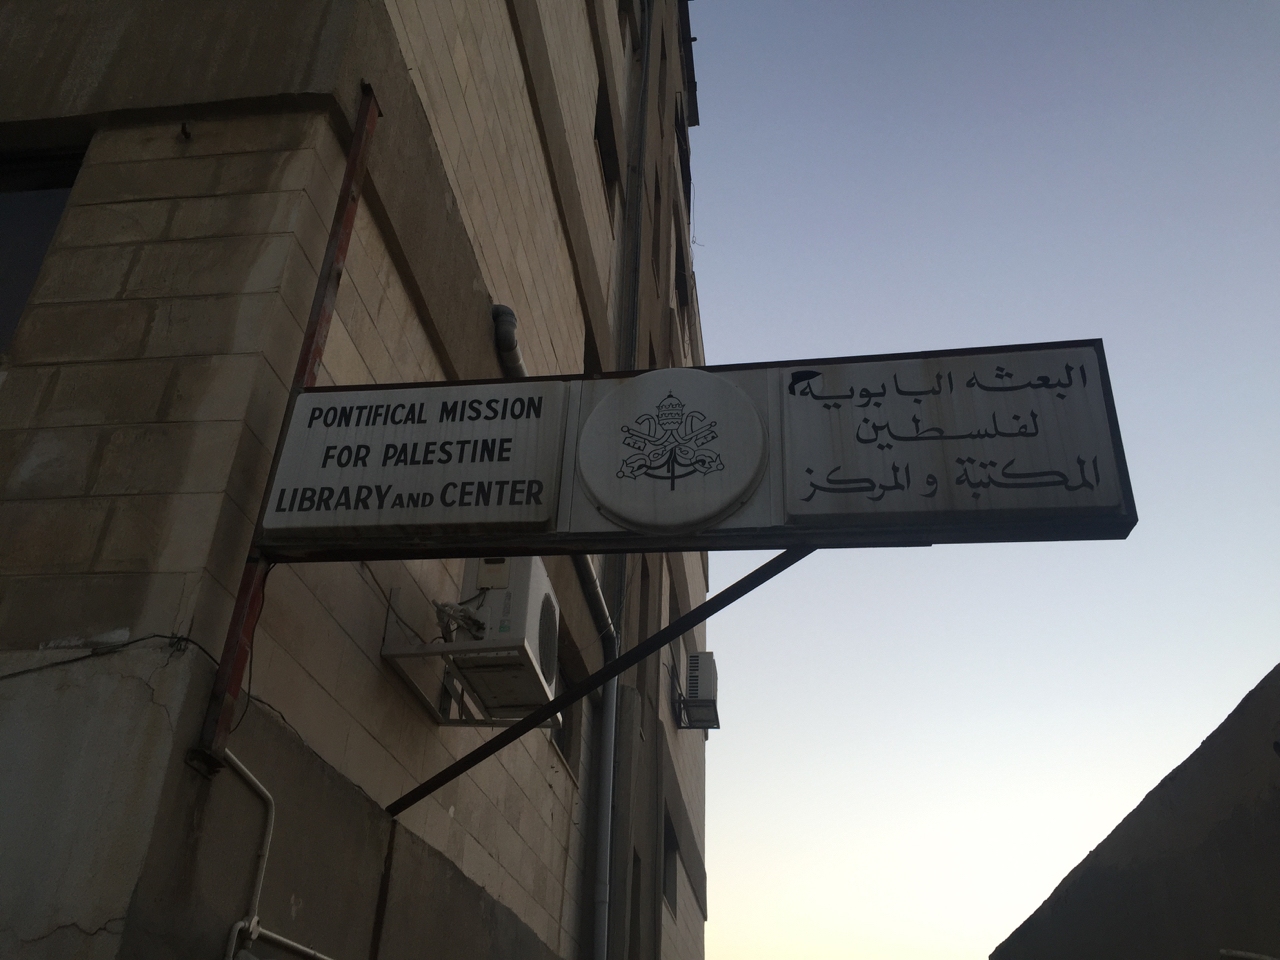 PONTIFICAL MISSION
FOR PALESTINE
LIBRARY AND CENTER
البعثه البابويه
لفلسطين
المكتبة و المركز